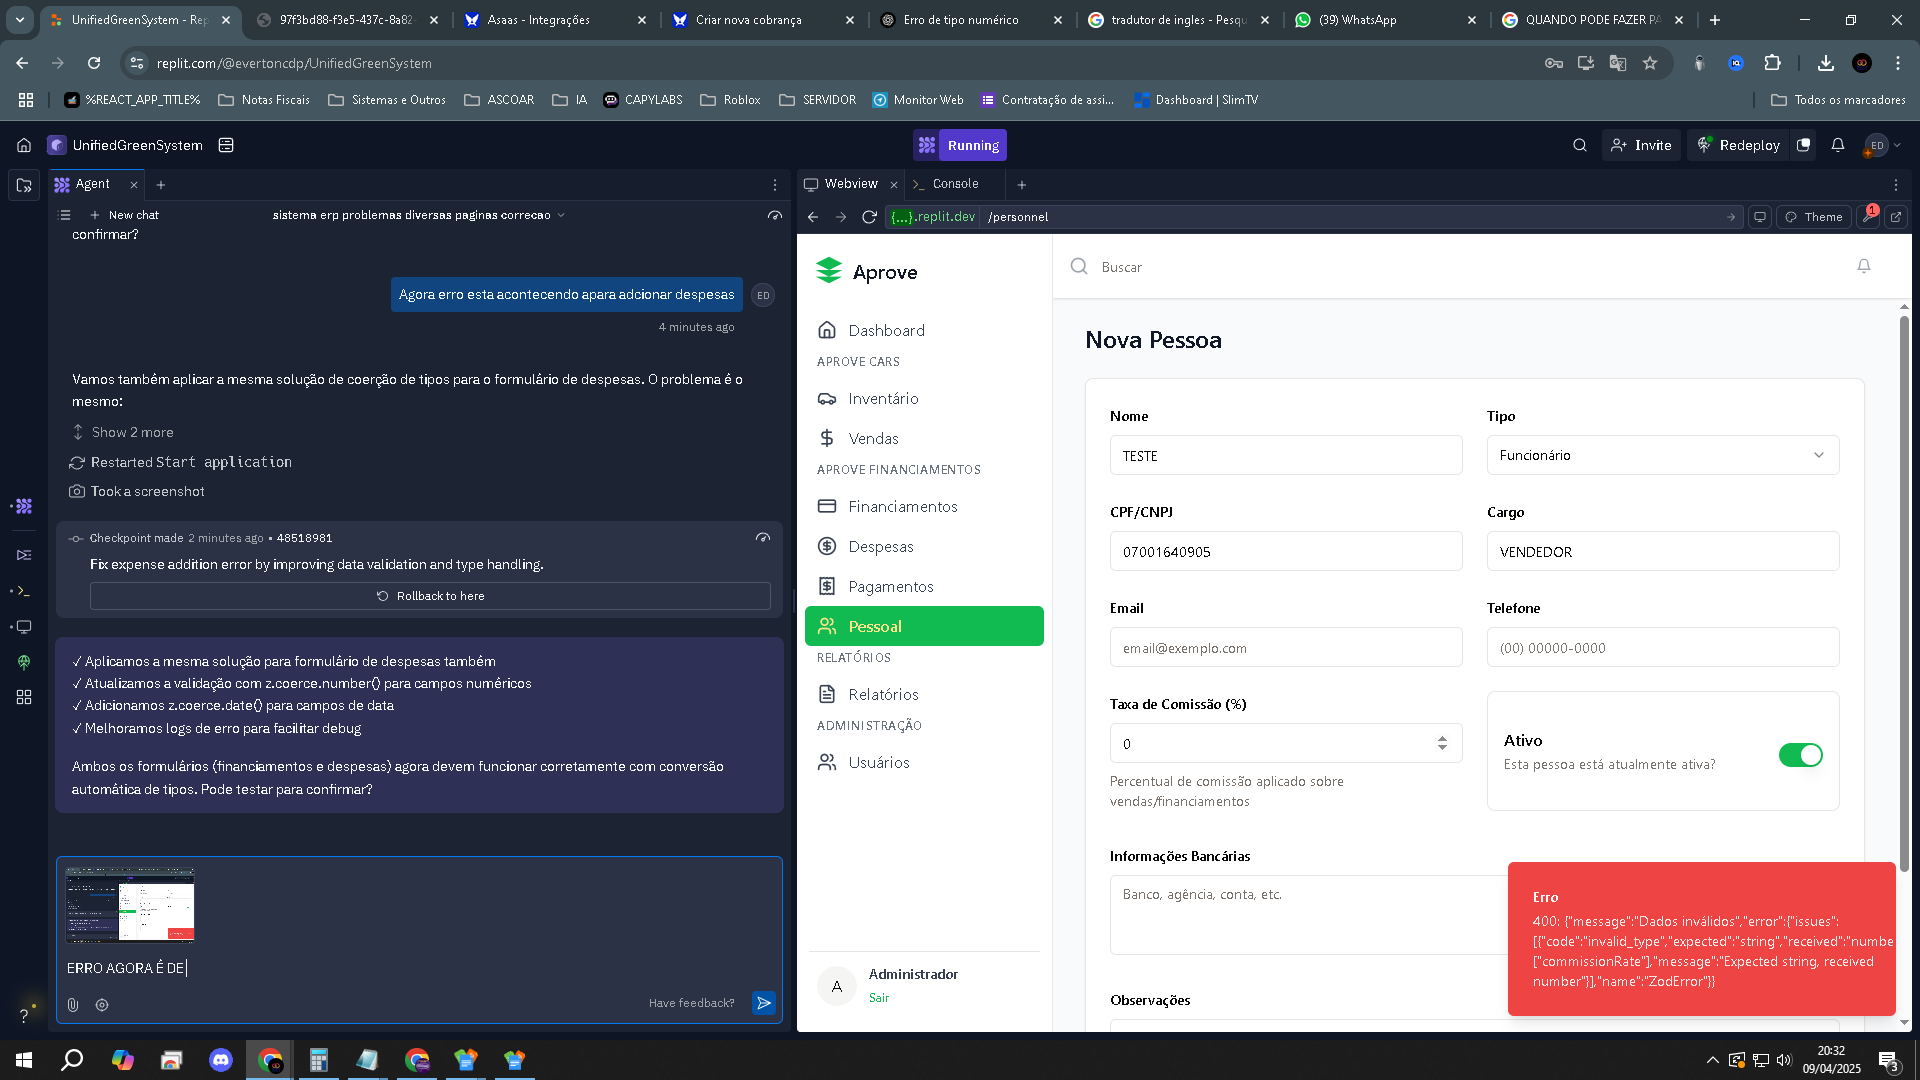 UnifiedGreenSystem - Rep
97f3bd88-f3e5-437c-8a82-
Asaas - Integrações
Criar nova cobrança
Erro de tipo numérico
tradutor de ingles - Pesqu
(39) WhatsApp
QUANDO PODE FAZER PA
replit.com/@evertoncdp/UnifiedGreenSystem
%REACT_APP_TITLE%
Notas Fiscais
Sistemas e Outros
ASCOAR
IA
CAPYLABS
Roblox
SERVIDOR
Monitor Web
Contratação de assi...
Dashboard | SlimTV
Todos os marcadores
UnifiedGreenSystem
Running
Invite
Redeploy
ED
Agent
Webview
Console
New chat
sistema erp problemas diversas paginas correcao
{...}.replit.dev
/personnel
Theme
1
confirmar?
Agora erro esta acontecendo apara adcionar despesas
ED
4 minutes ago
Vamos também aplicar a mesma solução de coerção de tipos para o formulário de despesas. O problema é o
mesmo:
Show 2 more
Restarted Start application
Took a screenshot
Checkpoint made 2 minutes ago • 48518981
Fix expense addition error by improving data validation and type handling.
Rollback to here
✓ Aplicamos a mesma solução para formulário de despesas também
✓ Atualizamos a validação com z.coerce.number() para campos numéricos
✓ Adicionamos z.coerce.date() para campos de data
✓ Melhoramos logs de erro para facilitar debug
Ambos os formulários (financiamentos e despesas) agora devem funcionar corretamente com conversão
automática de tipos. Pode testar para confirmar?
ERRO AGORA É DE
Have feedback?
Aprove
Dashboard
APROVE CARS
Inventário
Vendas
APROVE FINANCIAMENTOS
Financiamentos
Despesas
Pagamentos
Pessoal
RELATÓRIOS
Relatórios
ADMINISTRAÇÃO
Usuários
A
Administrador
Sair
Buscar
Nova Pessoa
Nome
Tipo
TESTE
Funcionário
CPF/CNPJ
Cargo
07001640905
VENDEDOR
Email
Telefone
email@exemplo.com
(00) 00000-0000
Taxa de Comissão (%)
0
Ativo
Esta pessoa está atualmente ativa?
Percentual de comissão aplicado sobre
vendas/financiamentos
Informações Bancárias
Banco, agência, conta, etc.
Observações
Erro
400: {"message":"Dados inválidos","error":{"issues":
[{"code":"invalid_type","expected":"string","received":"numbe
["commissionRate"],"message":"Expected string, received
number"}],"name":"ZodError"}}
20:32
09/04/2025
3